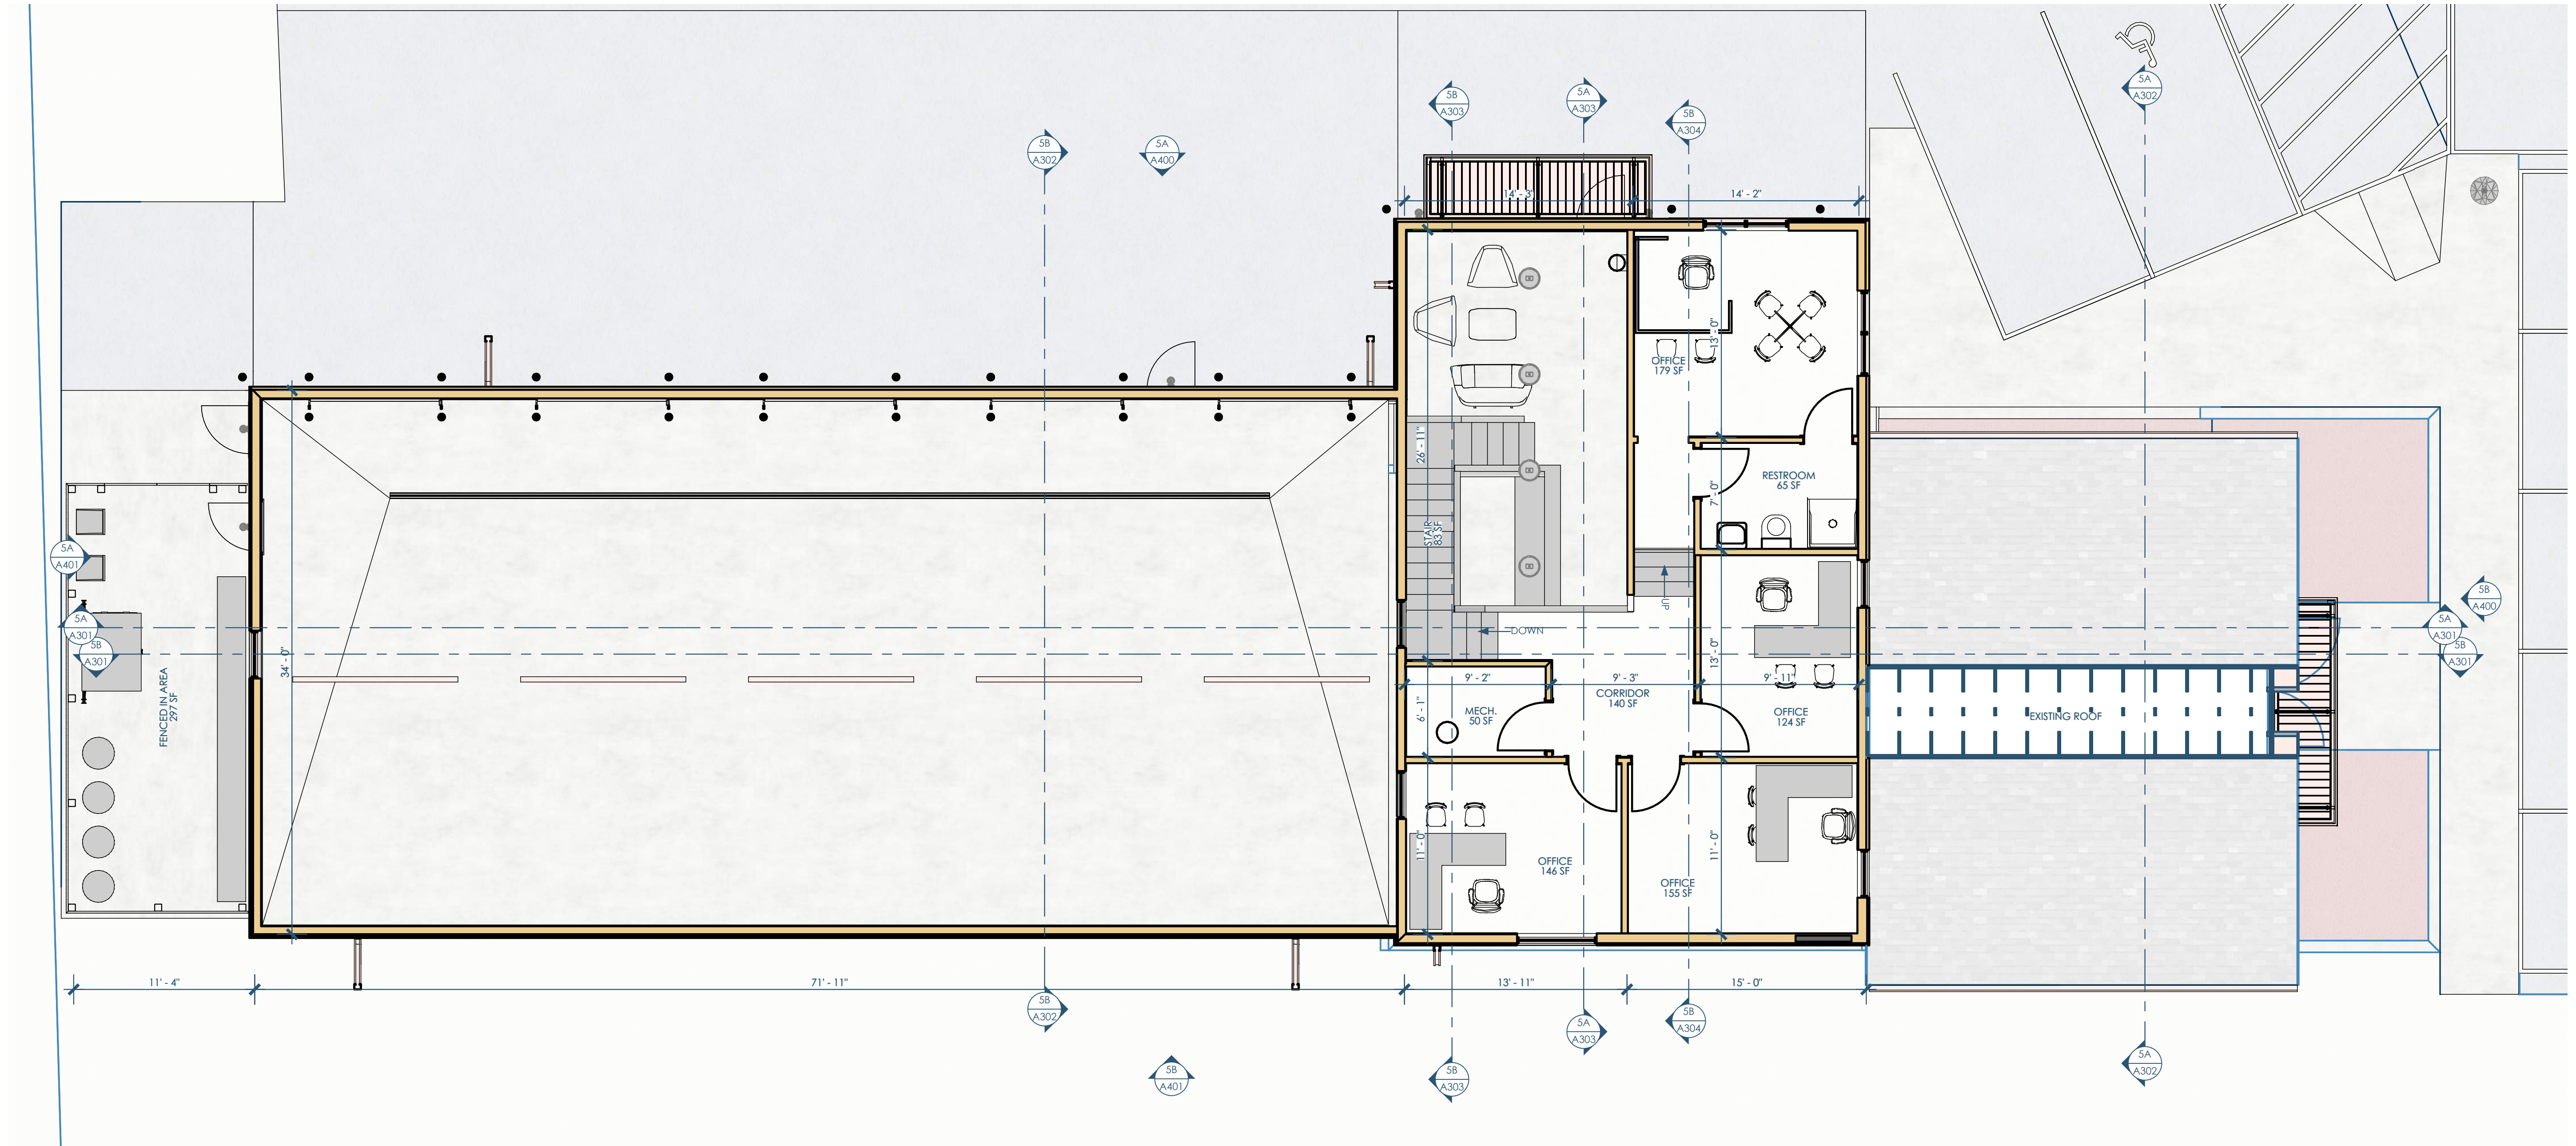 5A
A302
5B
A303
5A
A303
5B
A304
5B
A302
5A
A400
14' - 3"
14' - 2"
13' - 0"
OFFICE
179 SF
26' - 11"
RESTROOM
65 SF
7' - 0"
STAIR
83 SF
5A
A401
UP
5B
A400
5A
A301
5B
A301
DOWN
5A
A301
5B
A301
34' - 0"
13' - 0"
FENCED IN AREA
297 SF
9' - 2"
9' - 3"
9' - 11"
CORRIDOR
140 SF
6' - 1"
MECH.
50 SF
OFFICE
124 SF
EXISTING ROOF
11' - 0"
11' - 0"
OFFICE
146 SF
OFFICE
155 SF
11' - 4"
71' - 11"
13' - 11"
15' - 0"
5B
A302
5B
A304
5A
A303
5A
A302
5B
A401
5B
A303